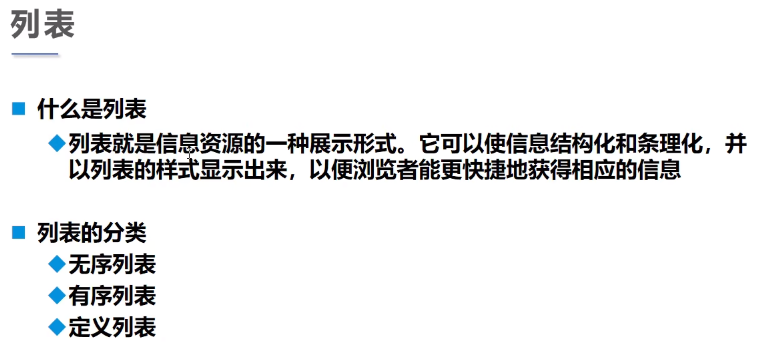 列表
什么是列表
列表就是信息资源的一种展示形式。它可以使信息结构化和条理化，并
以列表的样式显示出来，以便浏览者能更快捷地获得相应的信息
列表的分类
无序列表
有序列表
定义列表